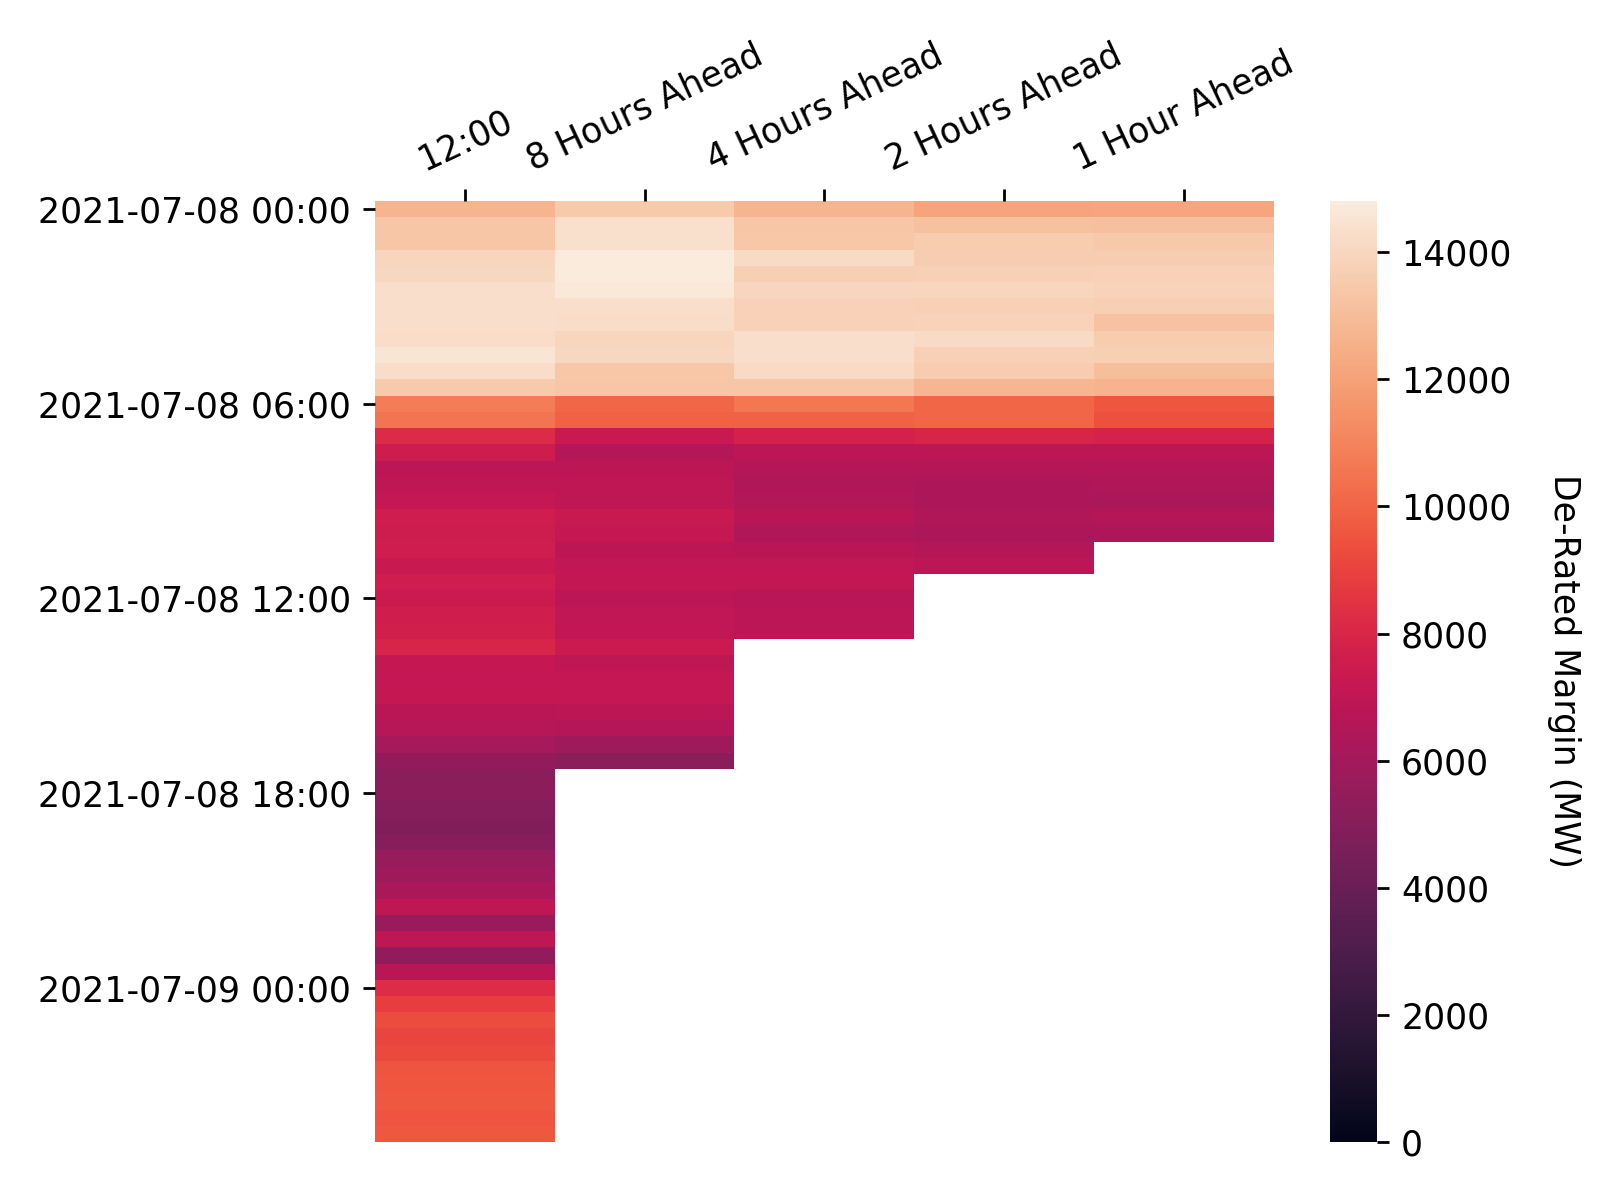 12:00
8 Hours Ahead
4 Hours Ahead
2 Hours Ahead
1 Hour Ahead
2021-07-08 00:00
2021-07-08 06:00
2021-07-08 12:00
2021-07-08 18:00
2021-07-09 00:00
14000
12000
10000
8000
6000
4000
2000
0
De-Rated Margin (MW)